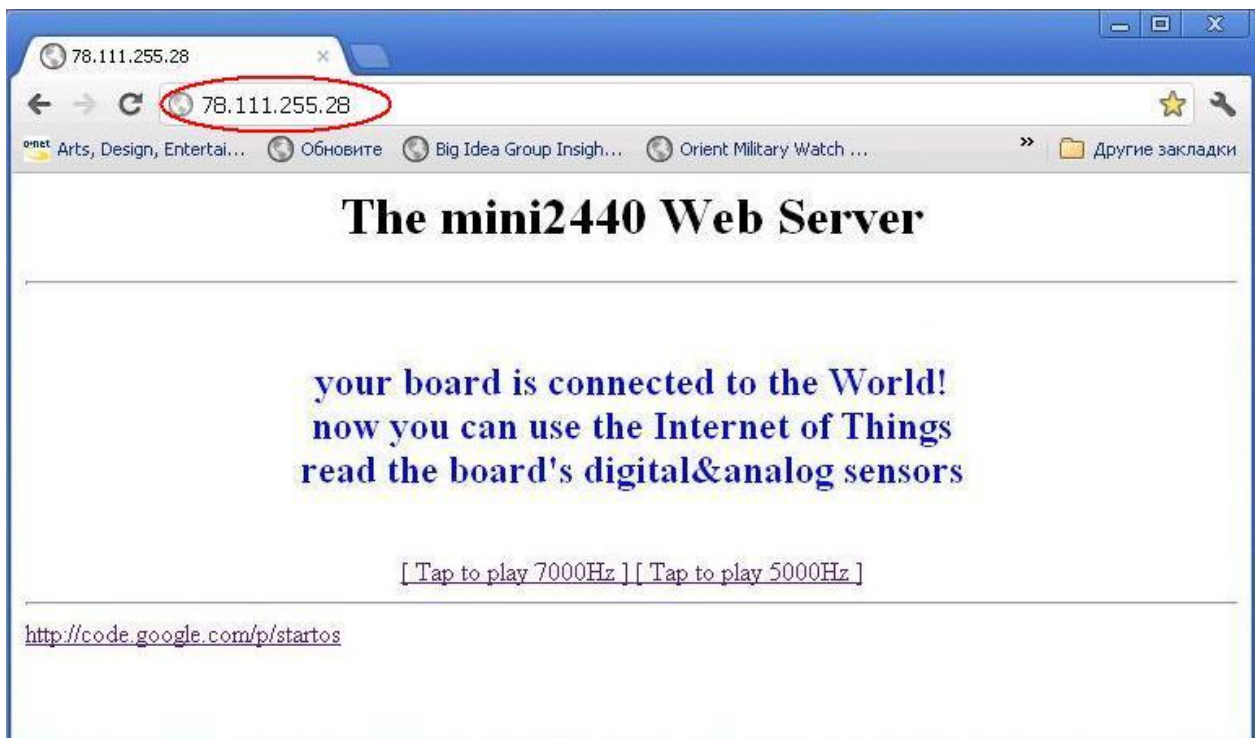 78.111.255.28
78.111.255.28
o•net Arts, Design, Entertai... Обновите Big Idea Group Insigh... Orient Military Watch ... » Другие закладки
The mini2440 Web Server
your board is connected to the World!
now you can use the Internet of Things
read the board's digital&analog sensors
[ Tap to play 7000Hz ] [ Tap to play 5000Hz ]
http://code.google.com/p/startos